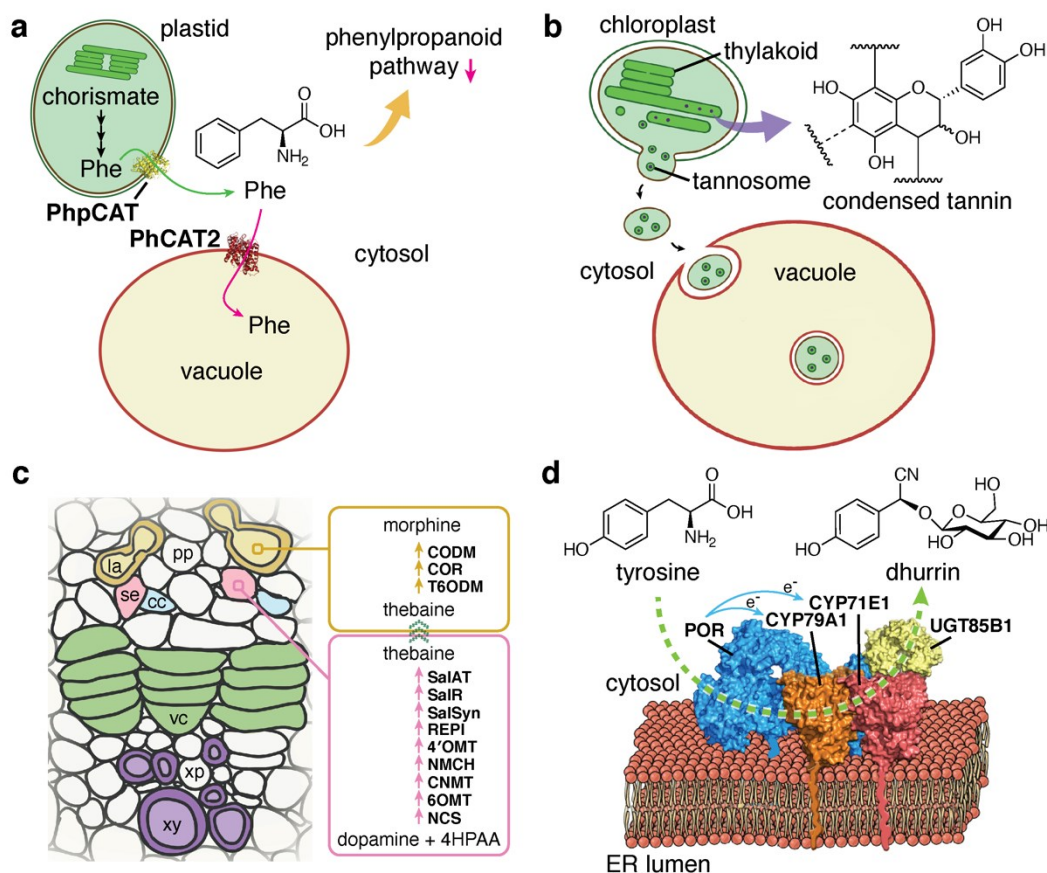 a
plastid
chorismate
Phe
PhpCAT
O
OH
NH2
Phe
phenylpropanoid
pathway
PhCAT2
cytosol
Phe
vacuole
b
chloroplast
thylakoid
tannosome
OH
OH
HO
O
OH
OH
condensed tannin
cytosol
vacuole
c
la
pp
se
cc
vc
xp
xy
morphine
CODM
COR
T6ODM
thebaine
thebaine
SalAT
SalR
SalSyn
REPI
4′OMT
NMCH
CNMT
6OMT
NCS
dopamine + 4HPAA
d
O
OH
NH2
HO
tyrosine
CN
HO
O
HO
O
HO
OH
OH
dhurrin
e-
e-
CYP71E1
POR
CYP79A1
UGT85B1
cytosol
ER lumen